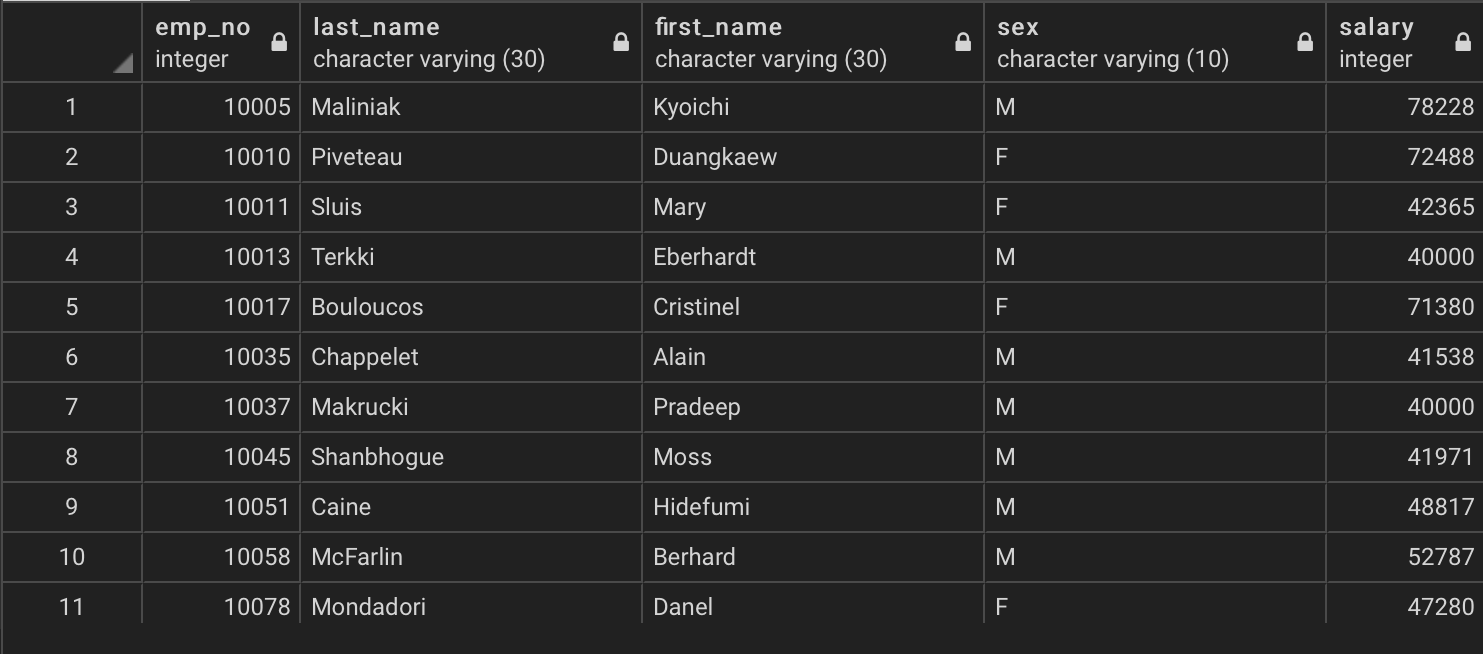 emp_no last_name first_name sex salary
integer character varying (30) character varying (30) character varying (10) integer
1 10005 Maliniak Kyoichi M 78228
2 10010 Piveteau Duangkaew F 72488
3 10011 Sluis Mary F 42365
4 10013 Terkki Eberhardt M 40000
5 10017 Bouloucos Cristinel F 71380
6 10035 Chappelet Alain M 41538
7 10037 Makrucki Pradeep M 40000
8 10045 Shanbhogue Moss M 41971
9 10051 Caine Hidefumi M 48817
10 10058 McFarlin Berhard M 52787
11 10078 Mondadori Danel F 47280